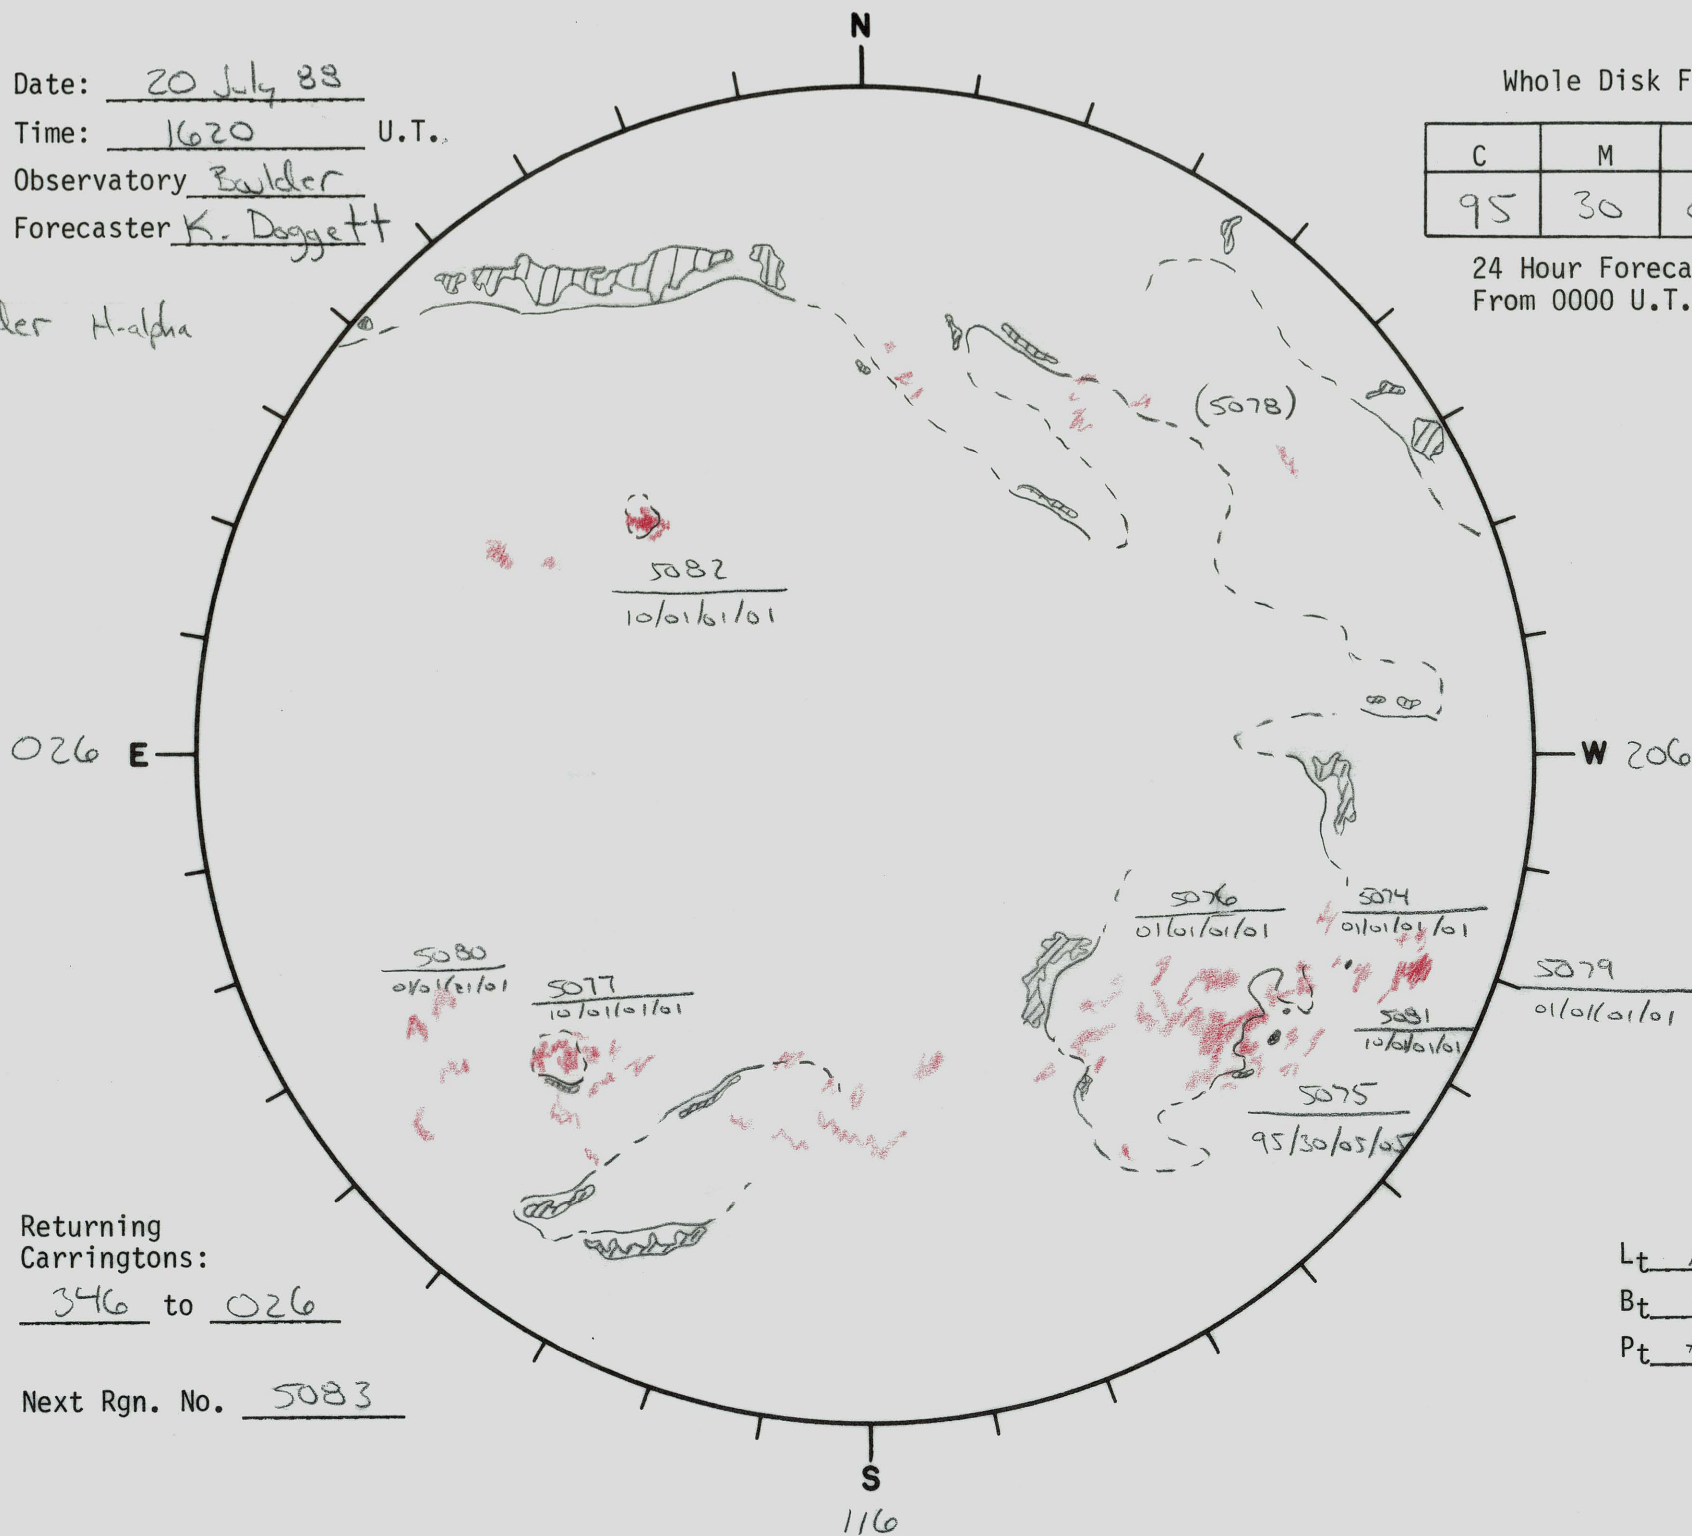 N
Date: 20 July 88
Time: 1620 U.T.
Observatory Boulder
Forecaster K. Doggett
H-alpha
Whole Disk F
C M
95 30
24 Hour Foreca
From 0000 U.T.
(5078)
5082
10/01/01/01
026 E
W 206
5076
01/01/01/01
5074
01/01/01/01
5080
01/01/01/01
5077
10/01/01/01
5079
01/01/01/01
5081
10/01/01/01
5075
95/30/05/05
Returning
Carringtons:
346 to 026
Next Rgn. No. 5083
Lt
Bt
Pt
S
116